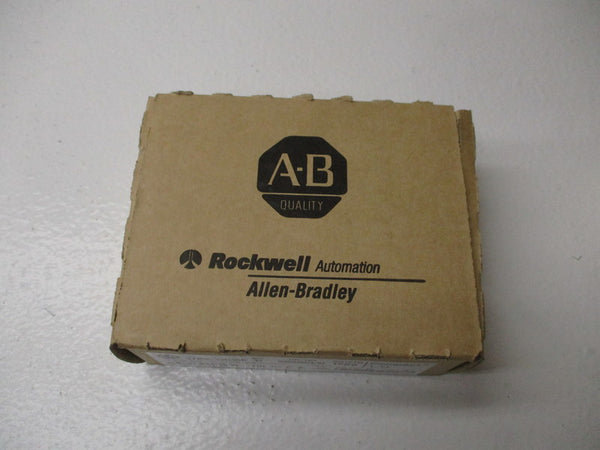 A-B
QUALITY
Rockwell Automation
Allen-Bradley